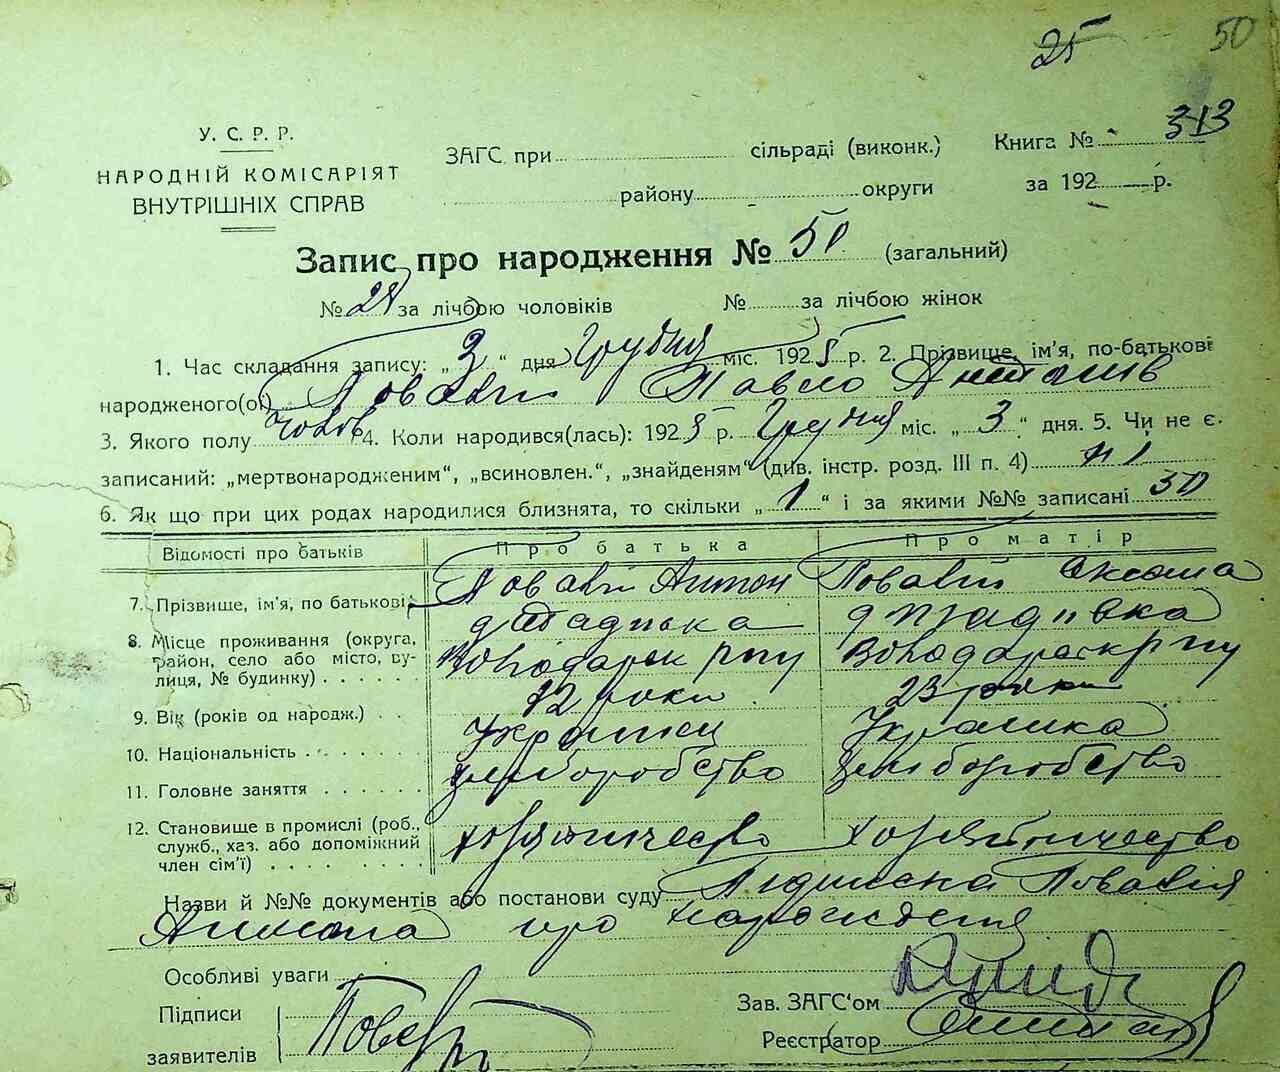 25 50
У. С. Р. Р.
НАРОДНІЙ КОМІСАРІЯТ
ВНУТРІШНІХ СПРАВ
ЗАГС при сільраді (виконк.)
району округи
Книга № 313
за 192 р.
Запис про народження № 50 (загальний)
№ 28 за лічбою чоловіків № за лічбою жінок
1. Час складання запису: „ 3 “ дня Грудня міс. 1925 р. 2. Прізвище, ім'я, по-батькові
народженого(ої) Павло Антонів
3. Якого полу чолов 4. Коли народився(лась): 1925 р. Грудня міс. „ 3 “ дня. 5. Чи не є
записаний: „мертвонародженим“, „всиновлен.“, „знайденям“ (див. інстр. розд. III п. 4) ні
6. Як що при цих родах народилися близнята, то скільки „ 1 “ і за якими №№ записані 50
Відомості про батьків Про батька Про матір
7. Прізвище, ім'я, по батькові Антон Оксана
8. Місце проживання (округа,
район, село або місто, ву-
лиця, № будинку)
9. Вік (років од народж.) роки 23 роки
10. Національність Українец Українка
11. Головне заняття хліборобство хліборобство
12. Становище в промислі (роб.,
служб., хаз. або допоміжний
член сім'ї)
Назви й №№ документів або постанови суду
про народження
Особливі уваги
Підписи
заявителів
Зав. ЗАГС'ом
Реєстратор